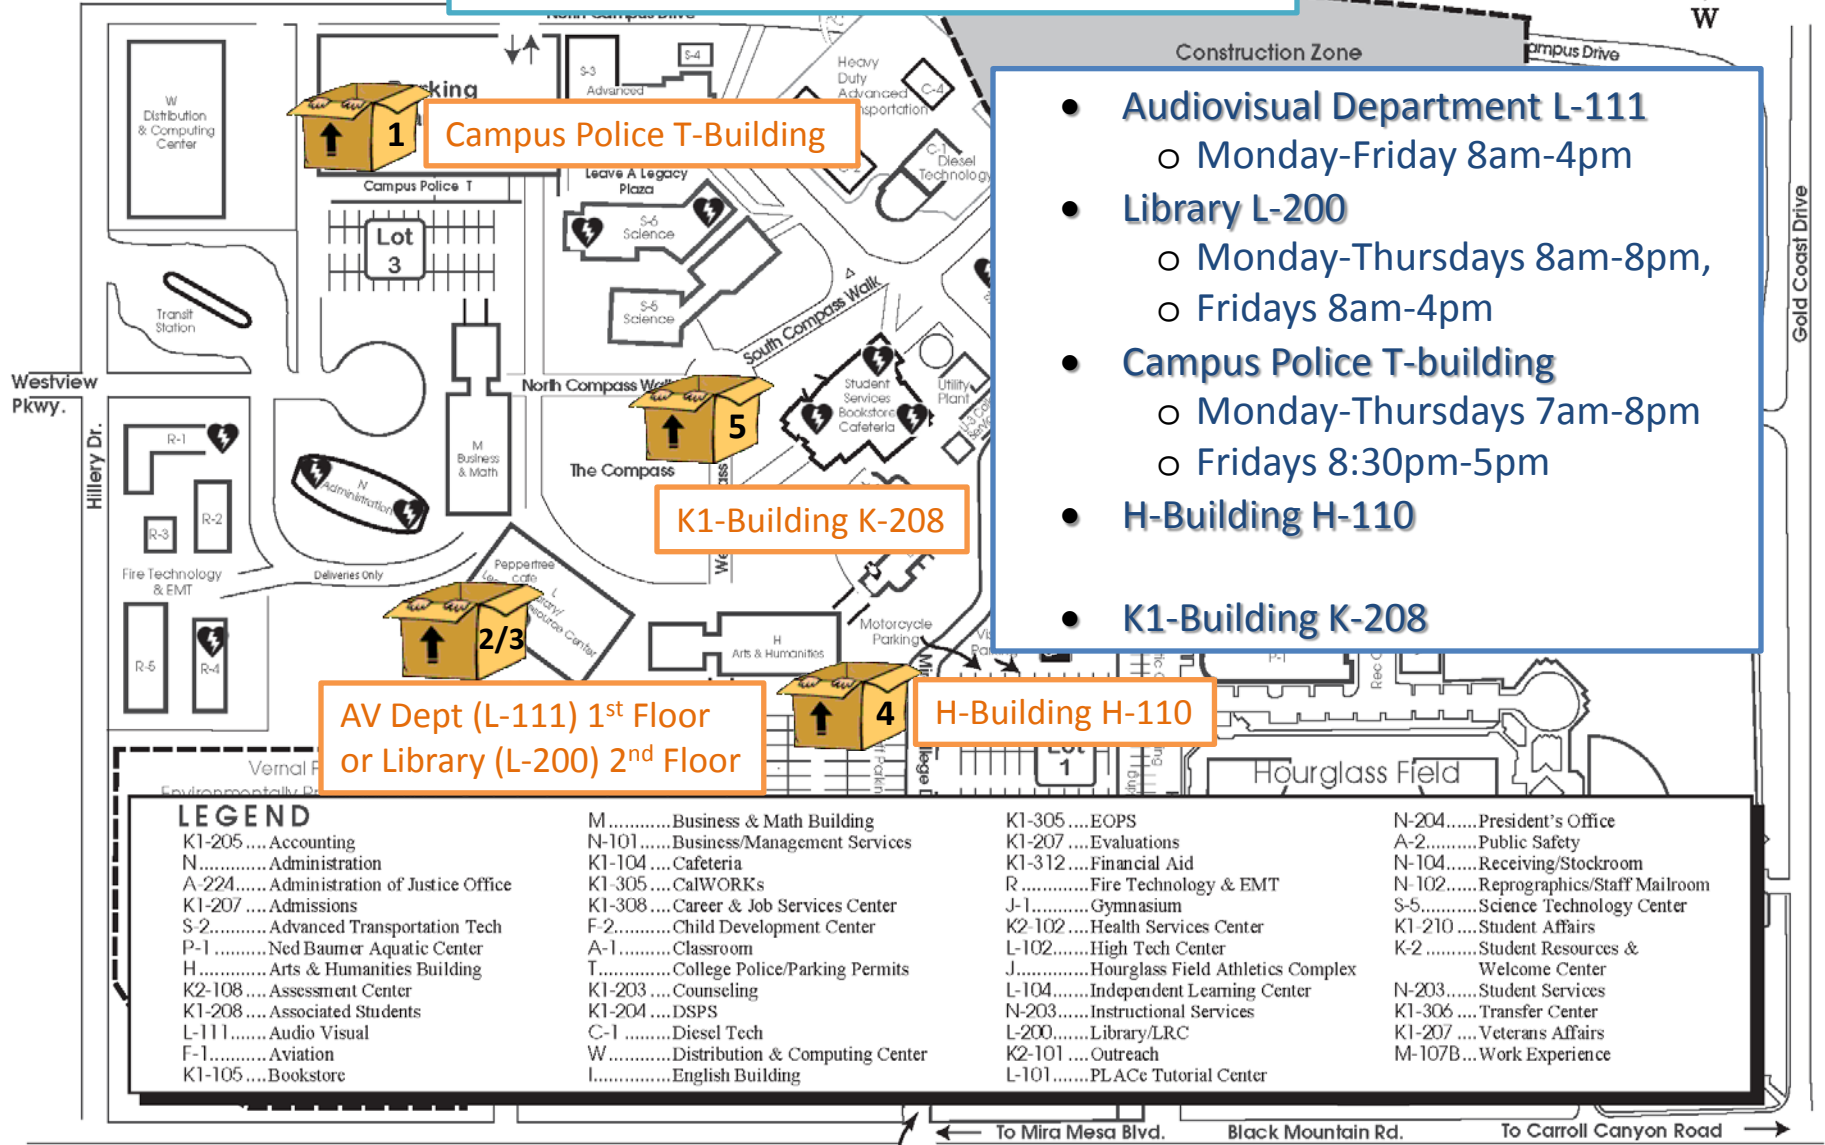 North Campus Drive
W
Construction Zone
ampus Drive
W
Distribution
& Computing
Center
S-3
Advanced
S-4
Heavy
Duty
Advanced
C-4
C-1
Diesel
Technology
1
Campus Police T-Building
Campus Police T
Leave A Legacy
Plaza
S-6
Science
Lot
3
S-5
Science
Transit
Station
South Compass Walk
North Compass Walk
Westview
Pkwy.
Hillery Dr.
Gold Coast Drive
Student
Services
Bookstore
Cafeteria
Utility
Plant
R-1
R-2
R-3
N
Administration
M
Business
& Math
The Compass
5
K1-Building K-208
Fire Technology
& EMT
Deliveries Only
Peppertree
cafe
R-5
R-4
2/3
H
Arts & Humanities
Motorcycle
Parking
4
H-Building H-110
AV Dept (L-111) 1st Floor
or Library (L-200) 2nd Floor
P-1
Lot
1
Hourglass Field
• Audiovisual Department L-111
o Monday-Friday 8am-4pm
• Library L-200
o Monday-Thursdays 8am-8pm,
o Fridays 8am-4pm
• Campus Police T-building
o Monday-Thursdays 7am-8pm
o Fridays 8:30pm-5pm
• H-Building H-110
• K1-Building K-208
LEGEND
K1-205....Accounting
N............Administration
A-224......Administration of Justice Office
K1-207....Admissions
S-2..........Advanced Transportation Tech
P-1..........Ned Baumer Aquatic Center
H............Arts & Humanities Building
K2-108....Assessment Center
K1-208....Associated Students
L-111.......Audio Visual
F-1...........Aviation
K1-105....Bookstore
M............Business & Math Building
N-101......Business/Management Services
K1-104....Cafeteria
K1-305....CalWORKs
K1-308....Career & Job Services Center
F-2..........Child Development Center
A-1..........Classroom
T.............College Police/Parking Permits
K1-203....Counseling
K1-204....DSPS
C-1.........Diesel Tech
W............Distribution & Computing Center
I..............English Building
K1-305....EOPS
K1-207....Evaluations
K1-312....Financial Aid
R............Fire Technology & EMT
J-1..........Gymnasium
K2-102....Health Services Center
L-102.......High Tech Center
J.............Hourglass Field Athletics Complex
L-104.......Independent Learning Center
N-203......Instructional Services
L-200.......Library/LRC
K2-101....Outreach
L-101.......PLACe Tutorial Center
N-204......President's Office
A-2..........Public Safety
N-104......Receiving/Stockroom
N-102......Reprographics/Staff Mailroom
S-5..........Science Technology Center
K1-210....Student Affairs
K-2..........Student Resources &
Welcome Center
N-203......Student Services
K1-306....Transfer Center
K1-207....Veterans Affairs
M-107B...Work Experience
To Mira Mesa Blvd.
Black Mountain Rd.
To Carroll Canyon Road